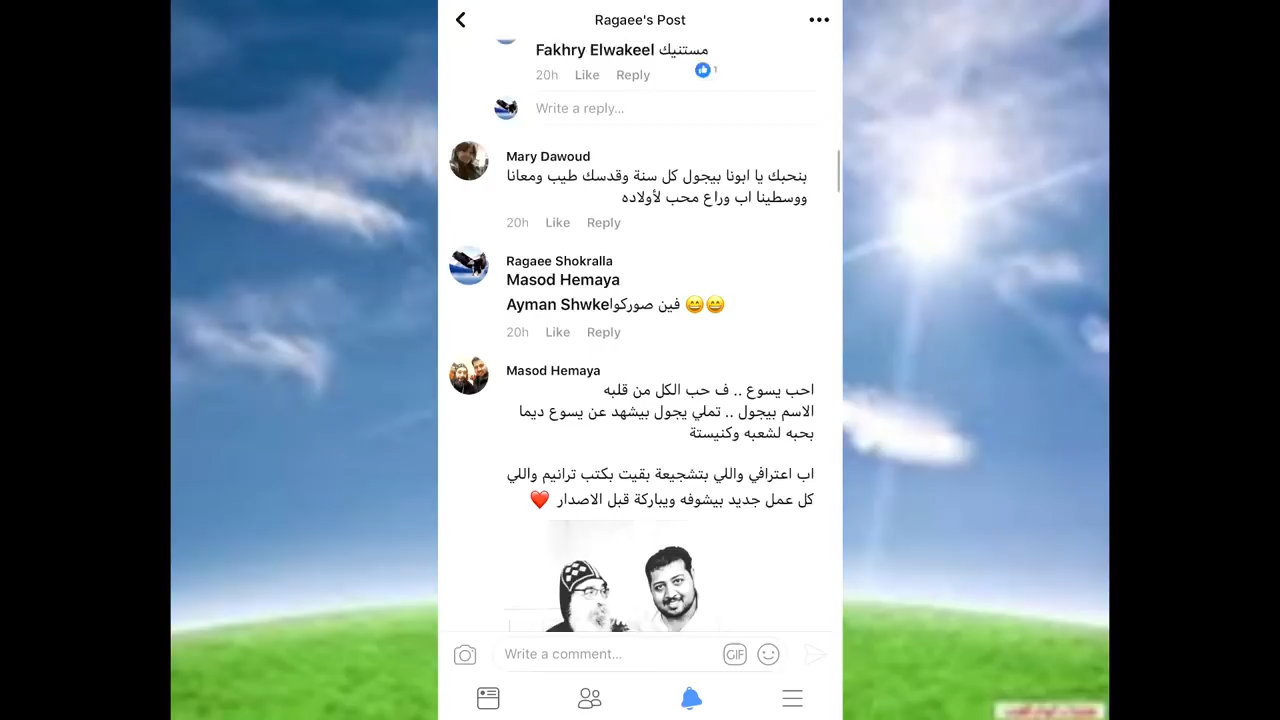 Ragaee's Post
Fakhry Elwakeel مستنيك
20h Like Reply 1
Write a reply...
Mary Dawoud
بنحبك يا ابونا بيجول كل سنة وقدسك طيب ومعانا
ووسطينا اب وراع محب لأولاده
20h Like Reply
Ragaee Shokralla
Masod Hemaya
Ayman Shwkeفين صوركوا 😄😄
20h Like Reply
Masod Hemaya
احب يسوع .. ف حب الكل من قلبه
الاسم بيجول .. تملي يجول بيشهد عن يسوع ديما
بحبه لشعبه وكنيستة
اب اعترافي واللي بتشجيعة بقيت بكتب ترانيم واللي
كل عمل جديد بيشوفه ويباركة قبل الاصدار ❤️
Write a comment...
GIF